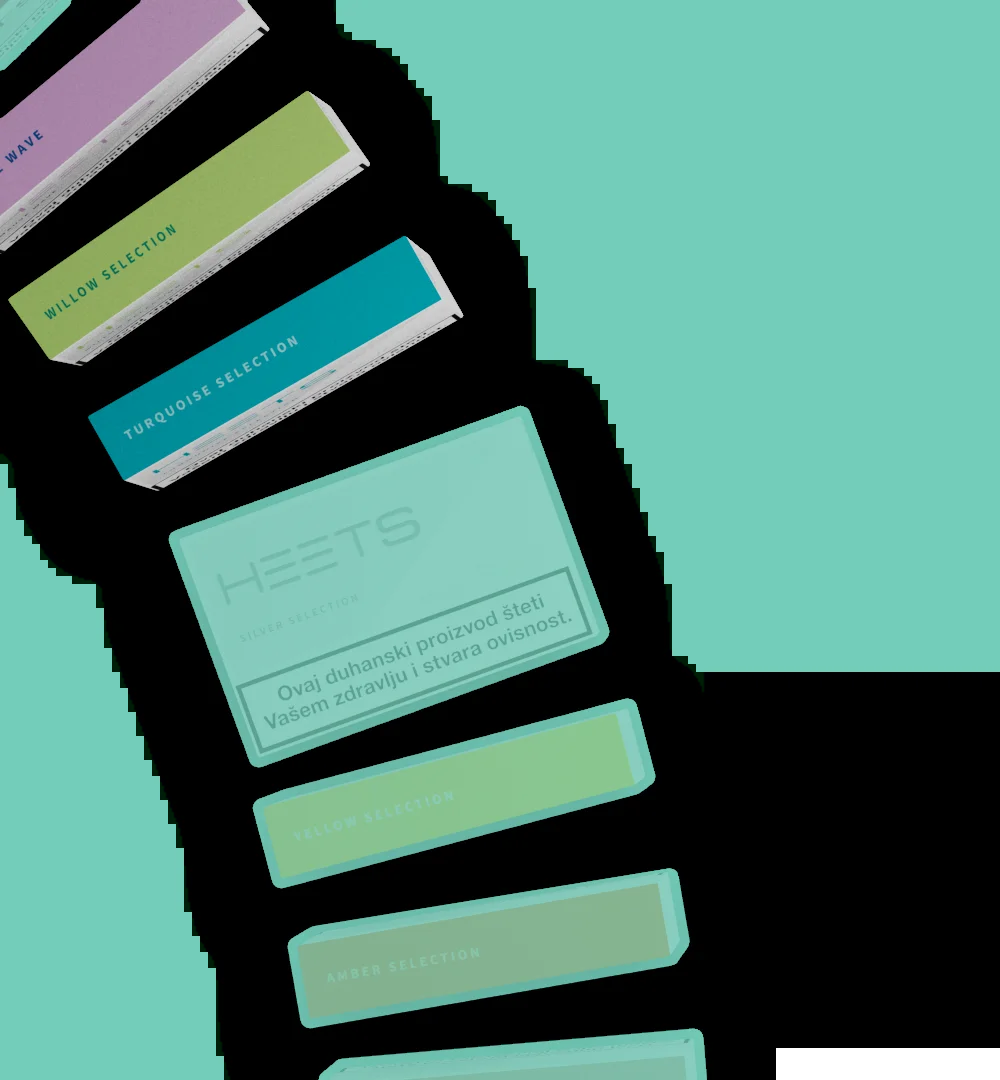 WAVE
WILLOW SELECTION
TURQUOISE SELECTION
HEETS
SILVER SELECTION
Ovaj duhanski proizvod šteti
Vašem zdravlju i stvara ovisnost.
YELLOW SELECTION
AMBER SELECTION